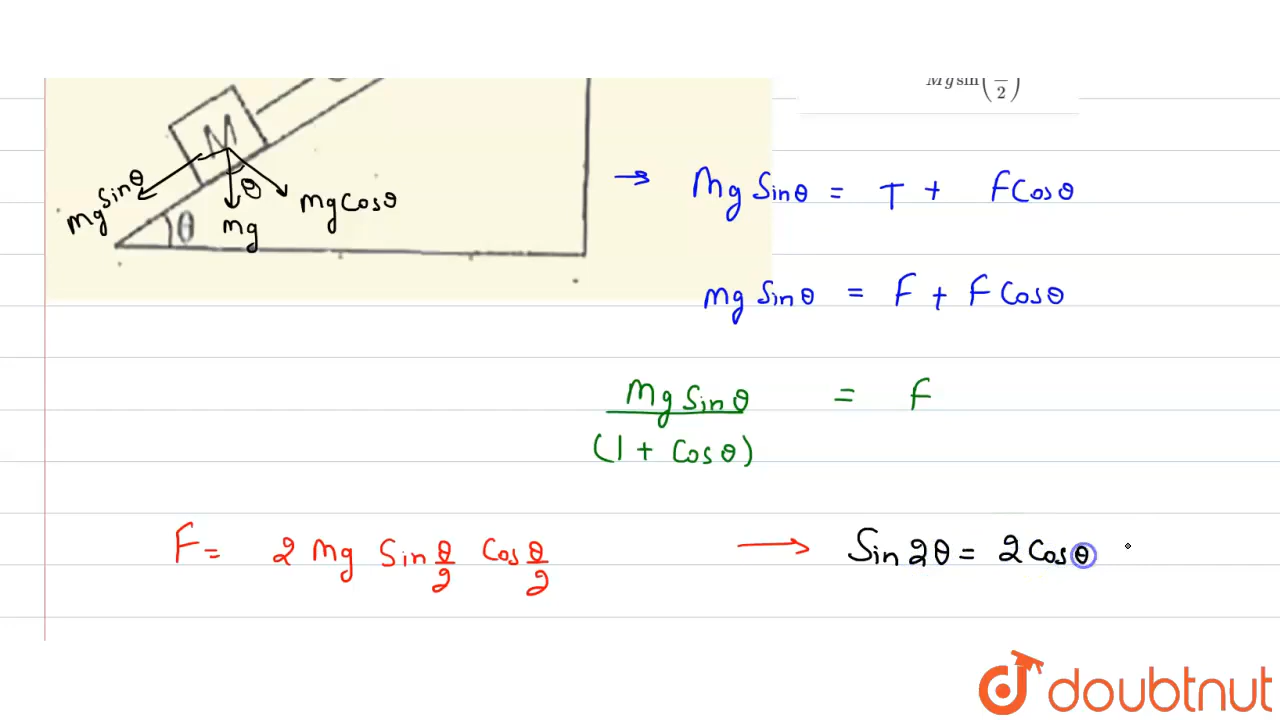 Mg sin(‾/2)
M
mg sinθ
θ
mg cosθ
θ
mg
→ Mg Sinθ = T + F Cosθ
mg Sinθ = F + F Cosθ
Mg Sinθ / (1 + Cosθ) = F
F = 2 Mg Sin θ/2 Cos θ/2 → Sin 2θ = 2 Cosθ
doubtnut